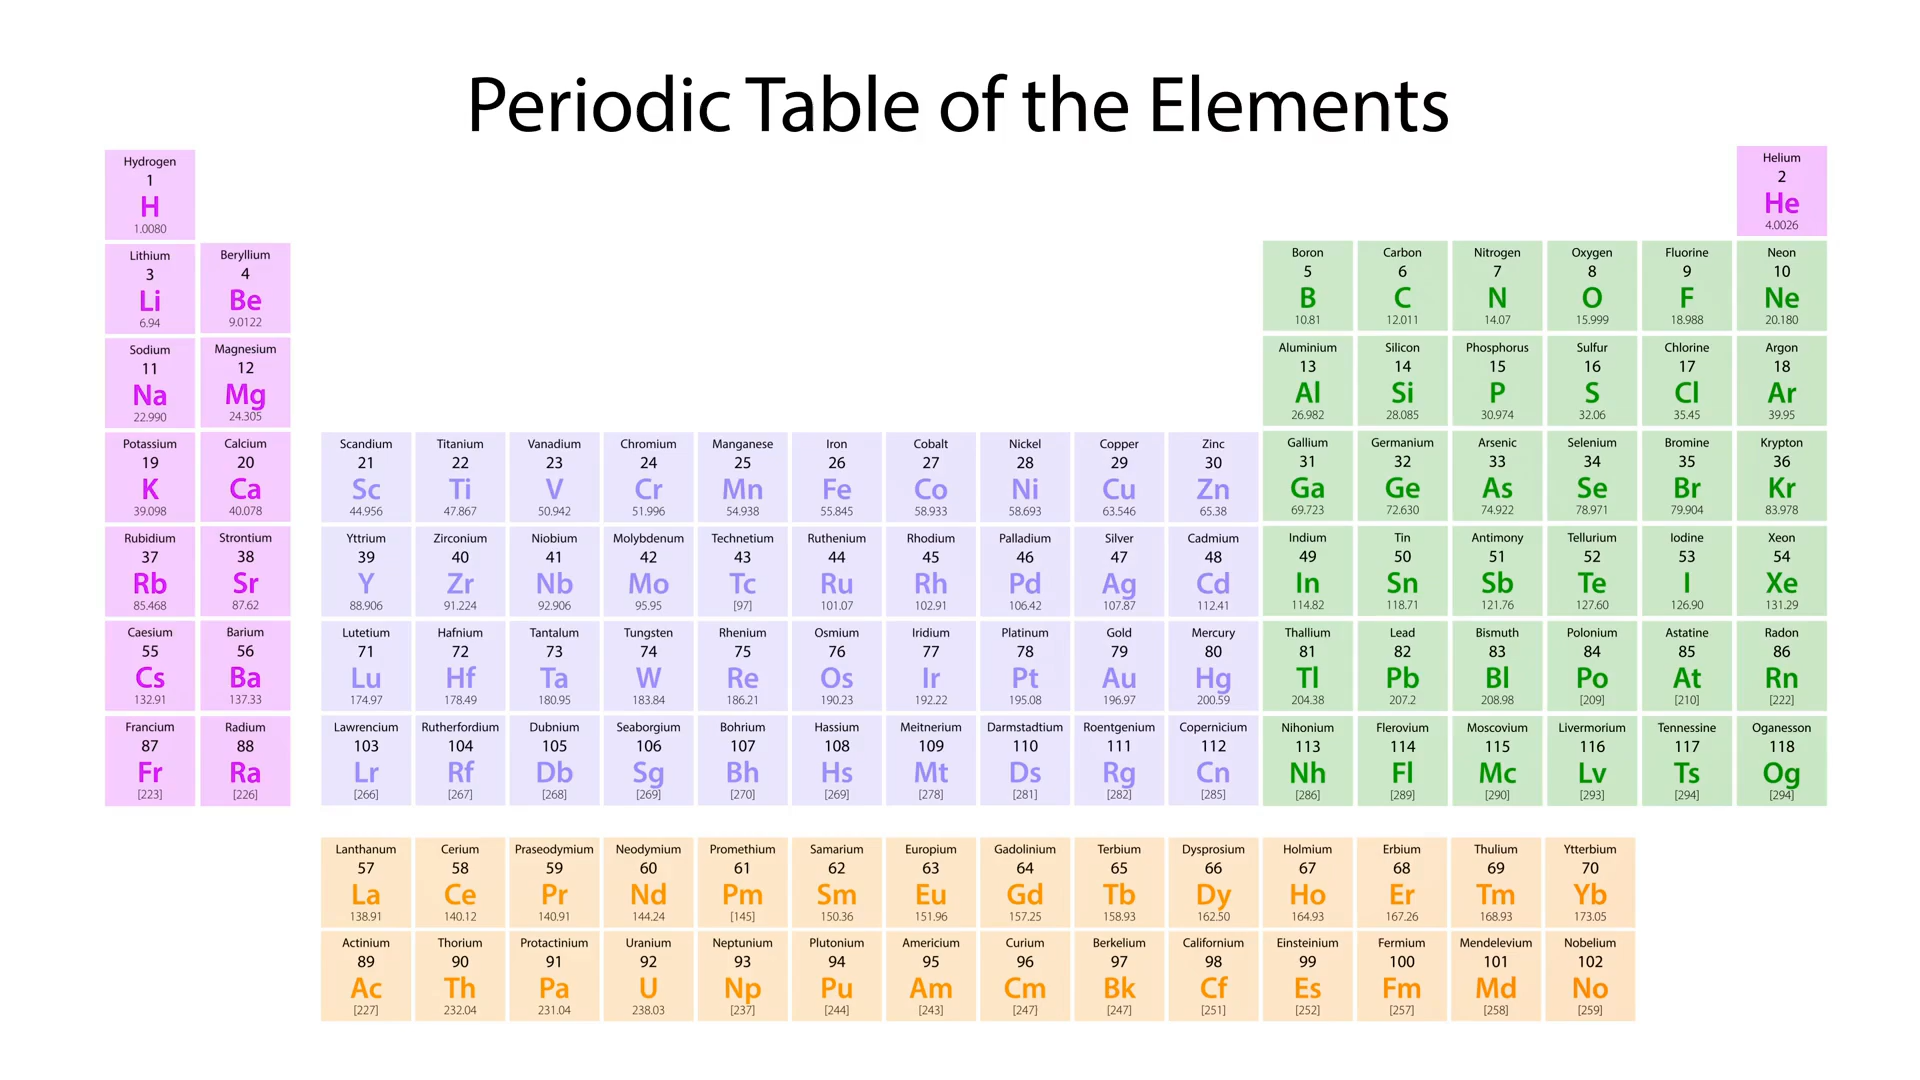 Periodic Table of the Elements
Hydrogen Helium
1 2
H He
1.0080 4.0026
Lithium Beryllium Boron Carbon Nitrogen Oxygen Fluorine Neon
3 4 5 6 7 8 9 10
Li Be B C N O F Ne
6.94 9.0122 10.81 12.011 14.07 15.999 18.988 20.180
Sodium Magnesium Aluminium Silicon Phosphorus Sulfur Chlorine Argon
11 12 13 14 15 16 17 18
Na Mg Al Si P S Cl Ar
22.990 24.305 26.982 28.085 30.974 32.06 35.45 39.95
Potassium Calcium Scandium Titanium Vanadium Chromium Manganese Iron Cobalt Nickel Copper Zinc Gallium Germanium Arsenic Selenium Bromine Krypton
19 20 21 22 23 24 25 26 27 28 29 30 31 32 33 34 35 36
K Ca Sc Ti V Cr Mn Fe Co Ni Cu Zn Ga Ge As Se Br Kr
39.098 40.078 44.956 47.867 50.942 51.996 54.938 55.845 58.933 58.693 63.546 65.38 69.723 72.630 74.922 78.971 79.904 83.978
Rubidium Strontium Yttrium Zirconium Niobium Molybdenum Technetium Ruthenium Rhodium Palladium Silver Cadmium Indium Tin Antimony Tellurium Iodine Xeon
37 38 39 40 41 42 43 44 45 46 47 48 49 50 51 52 53 54
Rb Sr Y Zr Nb Mo Tc Ru Rh Pd Ag Cd In Sn Sb Te I Xe
85.468 87.62 88.906 91.224 92.906 95.95 [97] 101.07 102.91 106.42 107.87 112.41 114.82 118.71 121.76 127.60 126.90 131.29
Caesium Barium Lutetium Hafnium Tantalum Tungsten Rhenium Osmium Iridium Platinum Gold Mercury Thallium Lead Bismuth Polonium Astatine Radon
55 56 71 72 73 74 75 76 77 78 79 80 81 82 83 84 85 86
Cs Ba Lu Hf Ta W Re Os Ir Pt Au Hg Tl Pb Bl Po At Rn
132.91 137.33 174.97 178.49 180.95 183.84 186.21 190.23 192.22 195.08 196.97 200.59 204.38 207.2 208.98 [209] [210] [222]
Francium Radium Lawrencium Rutherfordium Dubnium Seaborgium Bohrium Hassium Meitnerium Darmstadtium Roentgenium Copernicium Nihonium Flerovium Moscovium Livermorium Tennessine Oganesson
87 88 103 104 105 106 107 108 109 110 111 112 113 114 115 116 117 118
Fr Ra Lr Rf Db Sg Bh Hs Mt Ds Rg Cn Nh Fl Mc Lv Ts Og
[223] [226] [266] [267] [268] [269] [270] [269] [278] [281] [282] [285] [286] [289] [290] [293] [294] [294]
Lanthanum Cerium Praseodymium Neodymium Promethium Samarium Europium Gadolinium Terbium Dysprosium Holmium Erbium Thulium Ytterbium
57 58 59 60 61 62 63 64 65 66 67 68 69 70
La Ce Pr Nd Pm Sm Eu Gd Tb Dy Ho Er Tm Yb
138.91 140.12 140.91 144.24 [145] 150.36 151.96 157.25 158.93 162.50 164.93 167.26 168.93 173.05
Actinium Thorium Protactinium Uranium Neptunium Plutonium Americium Curium Berkelium Californium Einsteinium Fermium Mendelevium Nobelium
89 90 91 92 93 94 95 96 97 98 99 100 101 102
Ac Th Pa U Np Pu Am Cm Bk Cf Es Fm Md No
[227] 232.04 231.04 238.03 [237] [244] [243] [247] [247] [251] [252] [257] [258] [259]